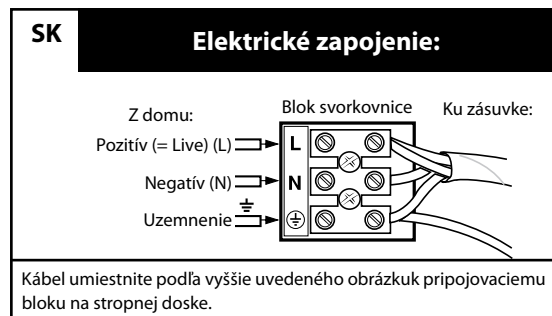 SK
Elektrické zapojenie:
Z domu:
Blok svorkovnice
Ku zásuvke:
Pozitív (= Live) (L)
L
Negatív (N)
N
Uzemnenie
Kábel umiestnite podľa vyššie uvedeného obrázkuk pripojovaciemu
bloku na stropnej doske.